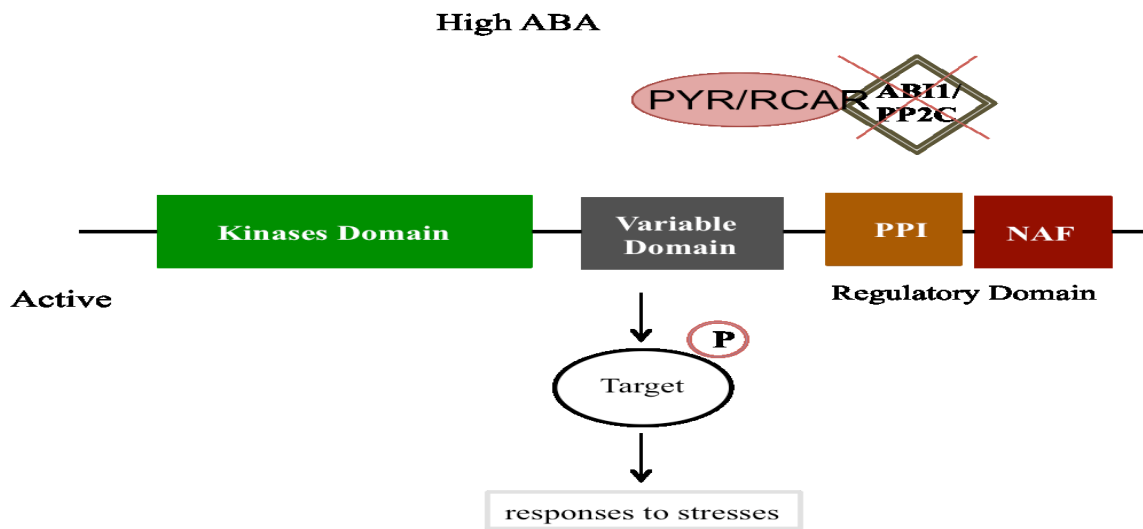 High ABA
PYR/RCAR
ABI1/
PP2C
Kinases Domain
Variable
Domain
PPI
NAF
Active
Regulatory Domain
P
Target
responses to stresses